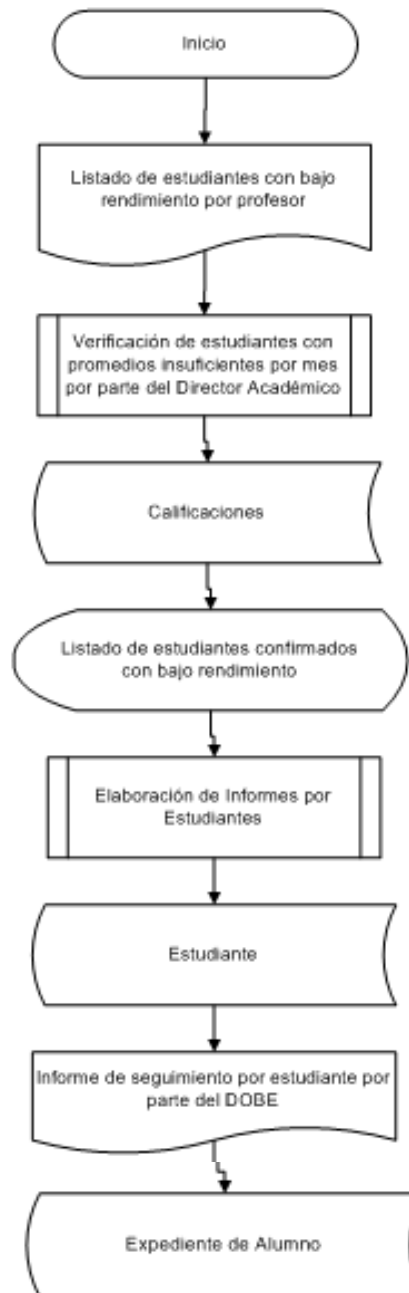 Inicio
Listado de estudiantes con bajo
rendimiento por profesor
Verificación de estudiantes con
promedios insuficientes por mes
por parte del Director Académico
Calificaciones
Listado de estudiantes confirmados
con bajo rendimiento
Elaboración de Informes por
Estudiantes
Estudiante
Informe de seguimiento por estudiante por
parte del DOBE
Expediente de Alumno